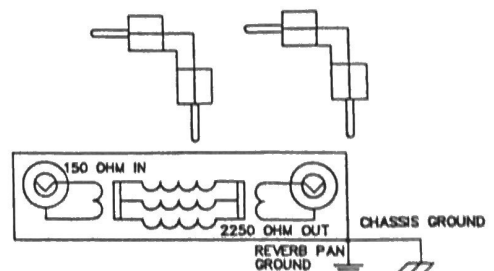 150 OHM IN
2250 OHM OUT
CHASSIS GROUND
REVERB PAN
GROUND